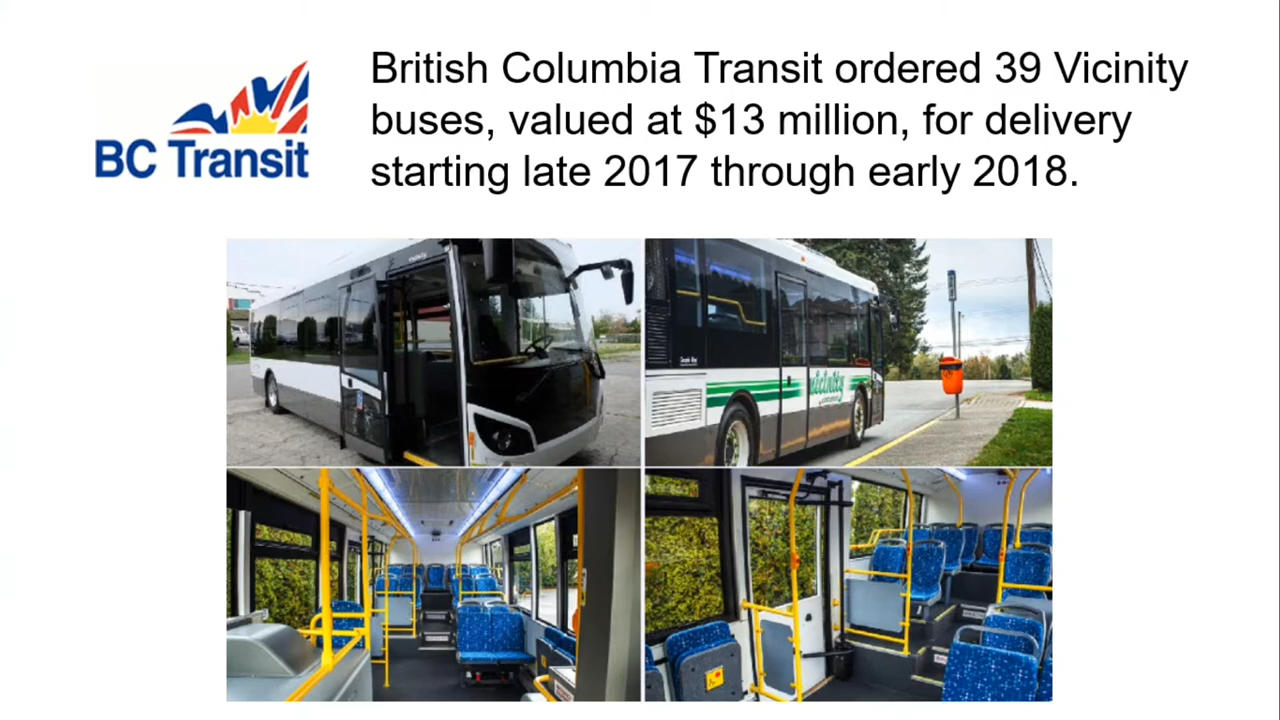 British Columbia Transit ordered 39 Vicinity
buses, valued at $13 million, for delivery
starting late 2017 through early 2018.
BC Transit
vicinity